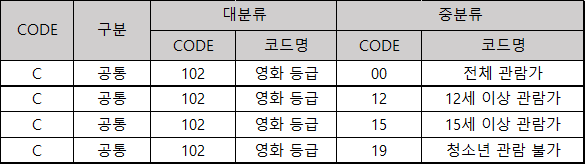 CODE 구분 대분류 중분류
CODE 코드명 CODE 코드명
C 공통 102 영화 등급 00 전체 관람가
C 공통 102 영화 등급 12 12세 이상 관람가
C 공통 102 영화 등급 15 15세 이상 관람가
C 공통 102 영화 등급 19 청소년 관람 불가